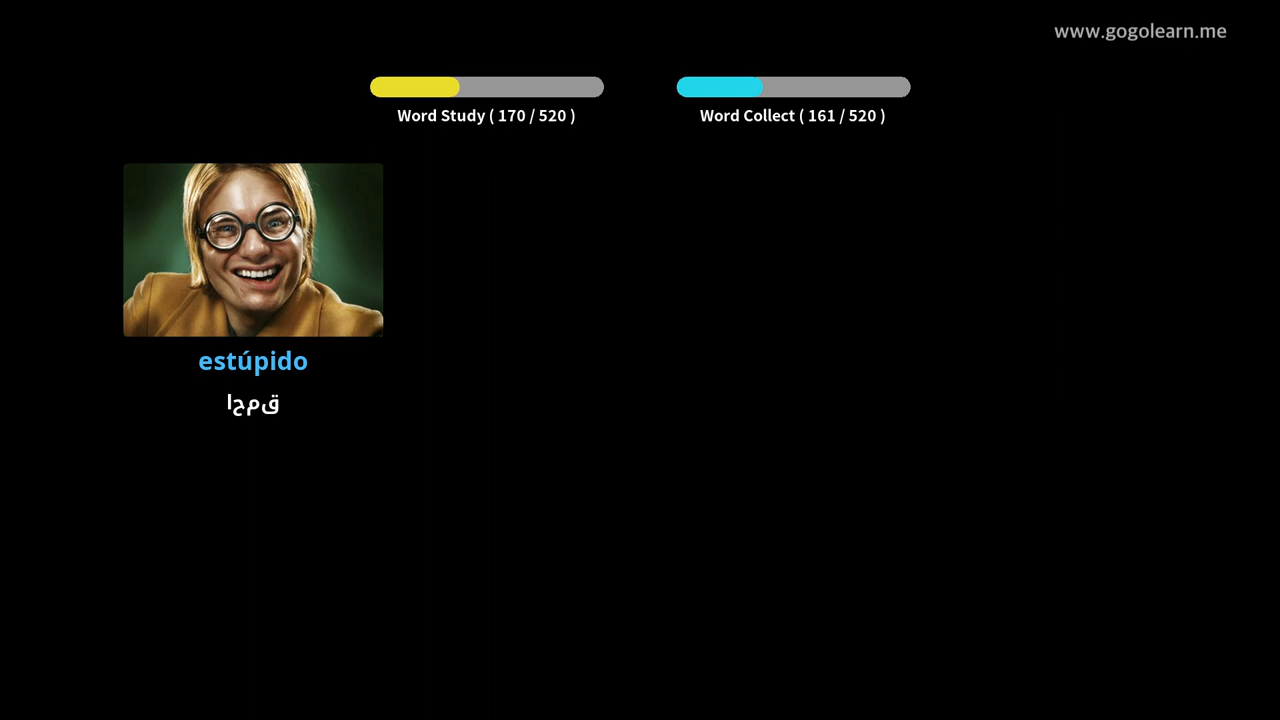 www.gogolearn.me
Word Study ( 170 / 520 )
Word Collect ( 161 / 520 )
estúpido
احمق